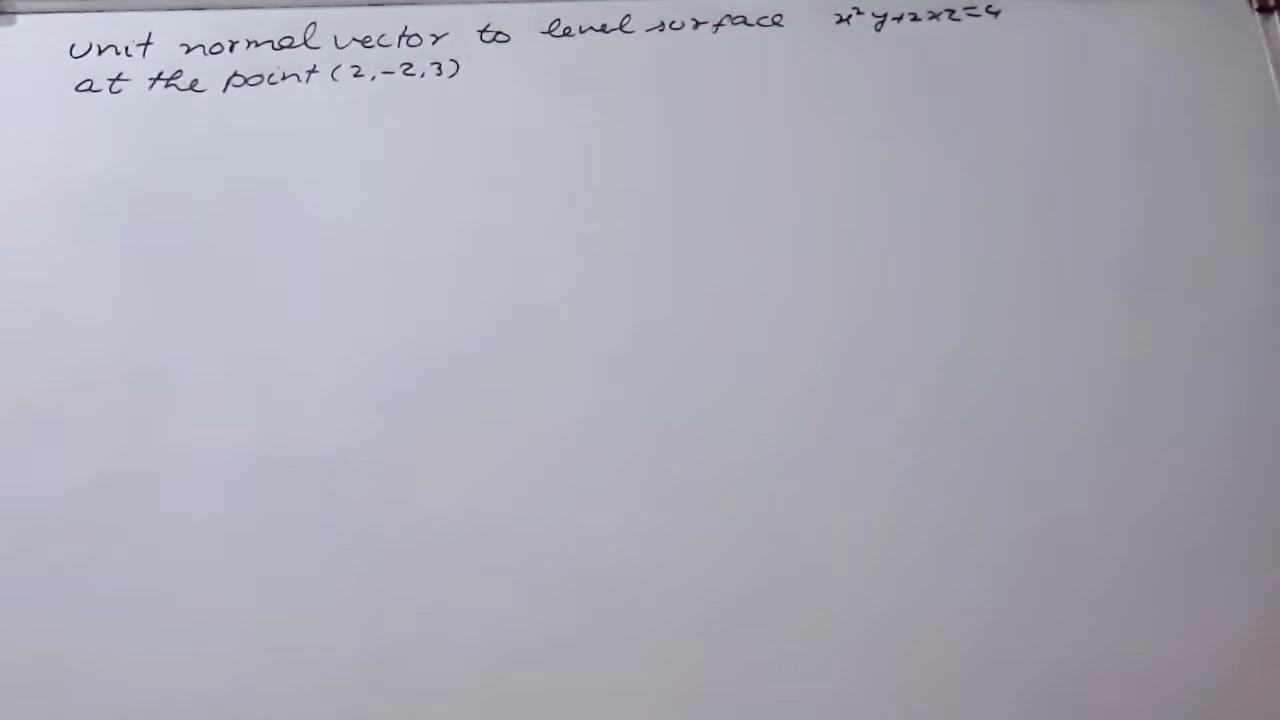 unit normal vector to level surface x²y+2xz=4
at the point (2,-2,3)